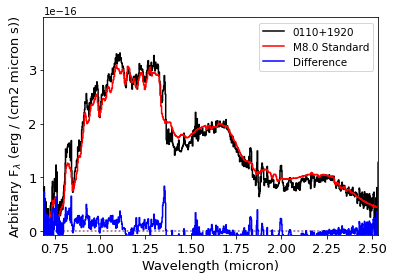 1e−16
0110+1920
M8.0 Standard
Difference
Arbitrary Fλ (erg / (cm2 micron s))
3
2
1
0
0.75 1.00 1.25 1.50 1.75 2.00 2.25 2.50
Wavelength (micron)